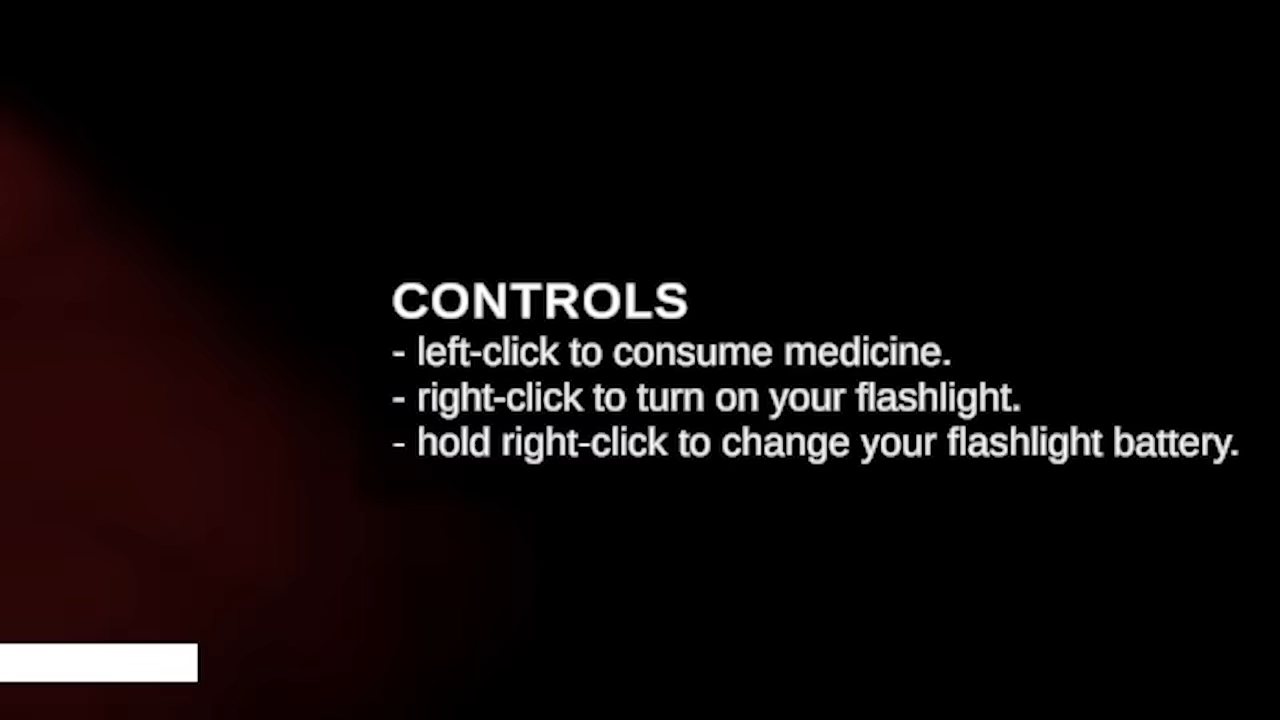 CONTROLS
- left-click to consume medicine.
- right-click to turn on your flashlight.
- hold right-click to change your flashlight battery.